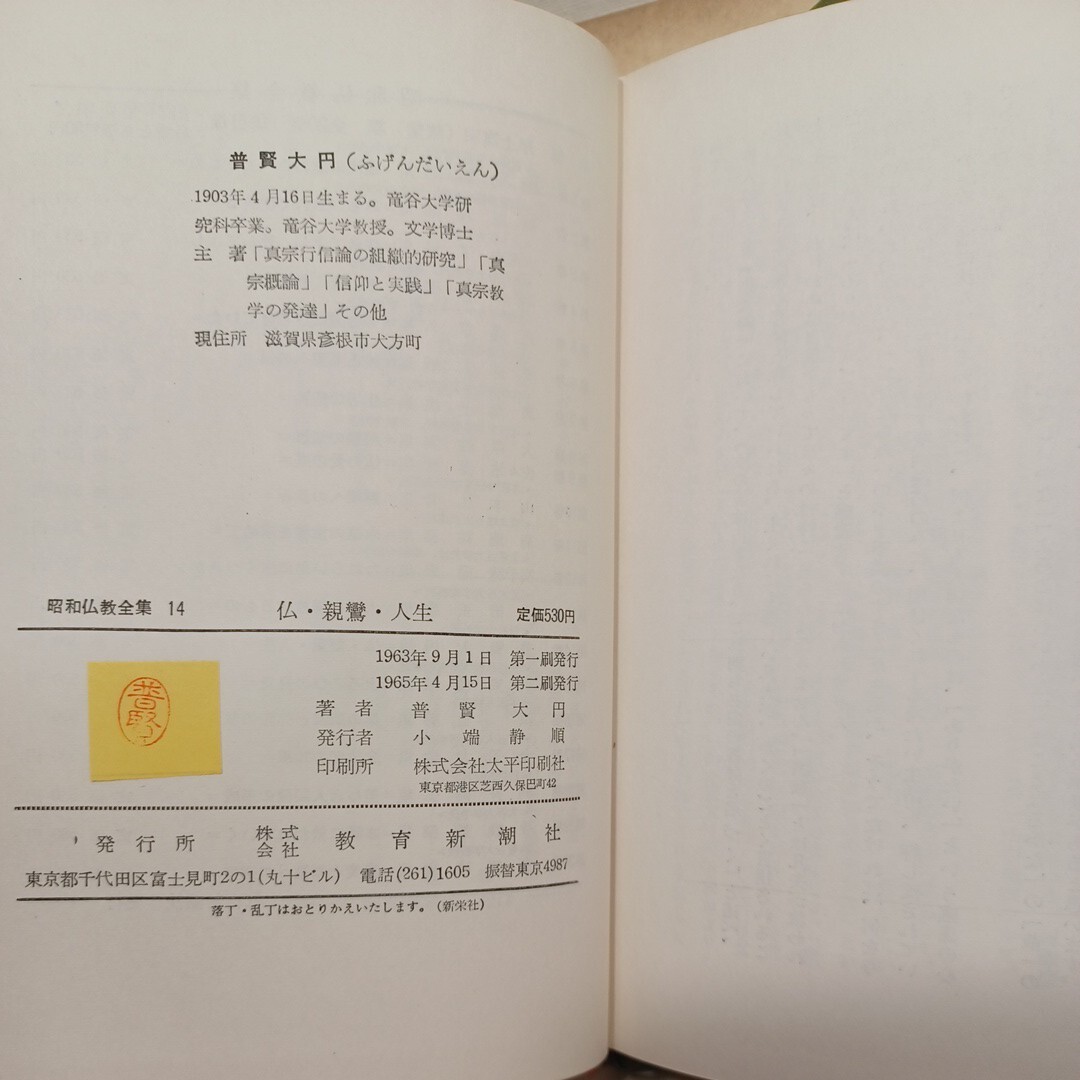 普賢大円(ふげんだいえん)
1903年4月16日生まる。竜谷大学研
究科卒業。竜谷大学教授。文学博士
主 著「真宗行信論の組織的研究」「真
宗概論」「信仰と実践」「真宗教
学の発達」その他
現住所 滋賀県彦根市犬方町
昭和仏教全集 14 仏・親鸞・人生 定価530円
1963年9月1日 第一刷発行
1965年4月15日 第二刷発行
普賢
著者 普賢大円
発行者 小端静順
印刷所 株式会社太平印刷社
東京都港区芝西久保巴町42
発行所 株式会社 教育新潮社
東京都千代田区富士見町2の1(丸十ビル) 電話(261)1605 振替東京4987
落丁・乱丁はおとりかえいたします。(新栄社)